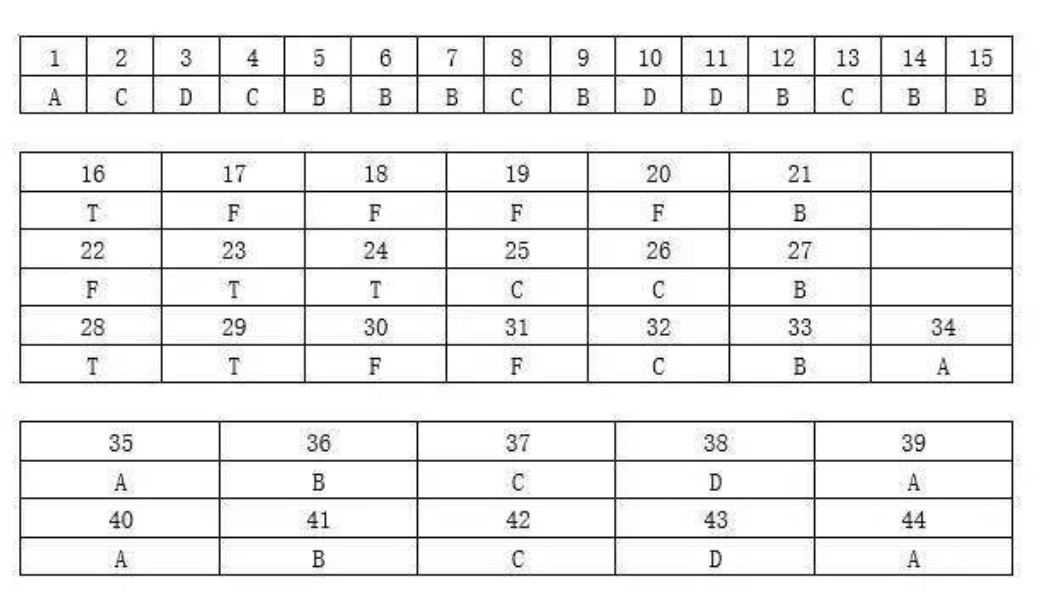 1 2 3 4 5 6 7 8 9 10 11 12 13 14 15
A C D C B B B C B D D B C B B
16 17 18 19 20 21
T F F F F B
22 23 24 25 26 27
F T T C C B
28 29 30 31 32 33 34
T T F F C B A
35 36 37 38 39
A B C D A
40 41 42 43 44
A B C D A